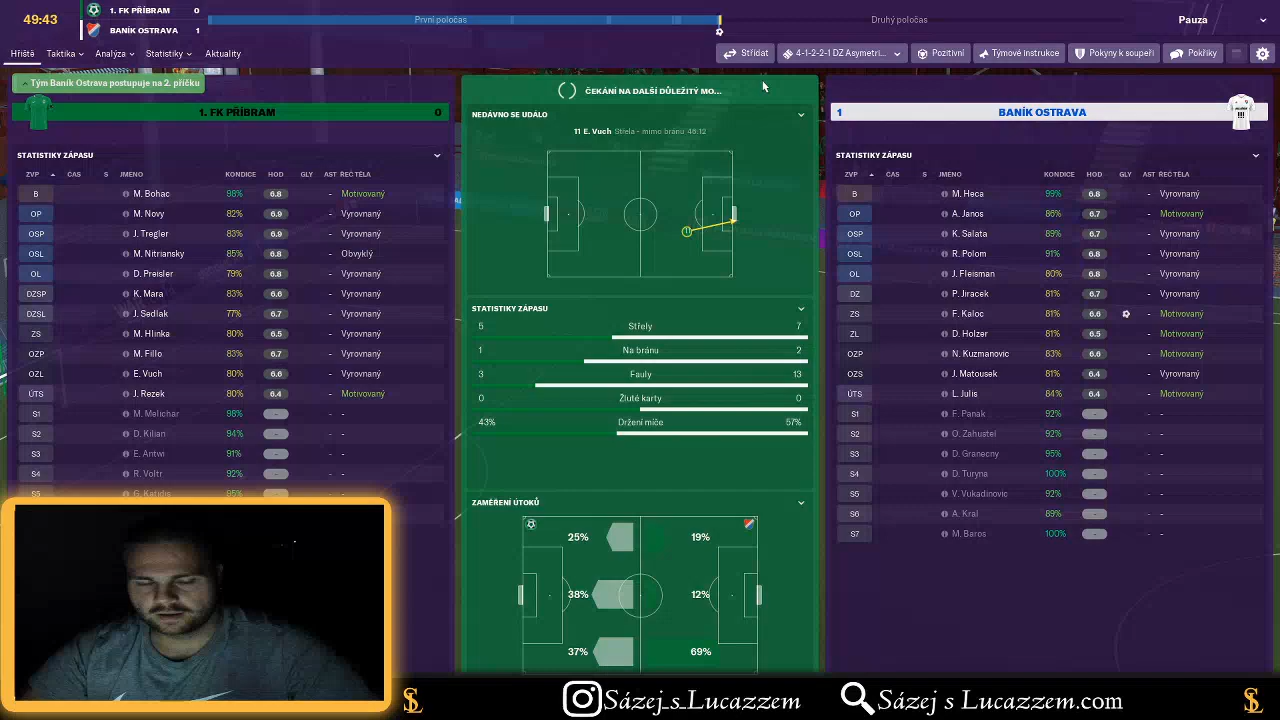 49:43
1. FK PŘÍBRAM 0
BANÍK OSTRAVA 1
První poločas
Druhý poločas
Pauza
Hřiště Taktika Analýza Statistiky Aktuality
Střídat 4-1-2-2-1 DZ Asymetri... Pozitivní Týmové instrukce Pokyny k soupeři Pokřiky
Tým Baník Ostrava postupuje na 2. příčku
1. FK PŘÍBRAM 0
STATISTIKY ZÁPASU
ZVP CAS S JMÉNO KONDICE HOD GLY AST ŘEČ TĚLA
B M. Bohac 98% 6.8 - Motivovaný
OP M. Novy 82% 6.9 - Vyrovnaný
OSP J. Tregler 83% 6.9 - Vyrovnaný
OSL M. Nitriansky 85% 6.8 - Obvyklý
OL D. Preisler 79% 6.8 - Vyrovnaný
DZSP K. Mara 83% 6.6 - Vyrovnaný
DZSL J. Sedlak 77% 6.7 - Vyrovnaný
ZS M. Hlinka 80% 6.5 - Vyrovnaný
OZP M. Fillo 83% 6.7 - Vyrovnaný
OZL E. Vuch 80% 6.6 - Vyrovnaný
ÚTS J. Rezek 80% 6.4 - Motivovaný
S1 M. Melichar 98% - - -
S2 D. Kilian 94% - - -
S3 E. Antwi 91% - - -
S4 R. Voltr 92% - - -
S5 G. Katidis 95% - - -
ČEKÁNÍ NA DALŠÍ DŮLEŽITÝ MO...
NEDÁVNO SE UDÁLO
11 E. Vuch Střela - mimo bránu 46:12
11
STATISTIKY ZÁPASU
5 Střely 7
1 Na bránu 2
3 Fauly 13
0 Žluté karty 0
43% Držení míče 57%
ZAMĚŘENÍ ÚTOKŮ
25% 19%
38% 12%
37% 69%
1 BANÍK OSTRAVA
STATISTIKY ZÁPASU
ZVP CAS S JMÉNO KONDICE HOD GLY AST ŘEČ TĚLA
B M. Heca 99% 6.8 - Vyrovnaný
OP A. Janos 86% 6.7 - Motivovaný
OSP K. Salata 89% 6.7 - Vyrovnaný
OSL R. Polom 91% 6.8 - Vyrovnaný
OL J. Fleisman 80% 6.8 - Vyrovnaný
DZ P. Jiracek 81% 6.7 - Vyrovnaný
ZS F. Kaloc 81% 6.6 - Motivovaný
ZL D. Holzer 81% 6.5 - Motivovaný
OZP N. Kuzmanovic 83% 6.6 - Motivovaný
OZS J. Matousek 81% 6.4 - Vyrovnaný
ÚTS L. Julis 84% 6.4 - Motivovaný
S1 F. Panak 92% - - -
S2 O. Zahustel 92% - - -
S3 D. Granecny 95% - - -
S4 D. Turyna 100% - - -
S5 V. Vukadinovic 92% - - -
S6 A. Kral 89% - - -
S7 M. Baros 100% - - -
Sázej_s_Lucazzem
Sázej s Lucazzem.com